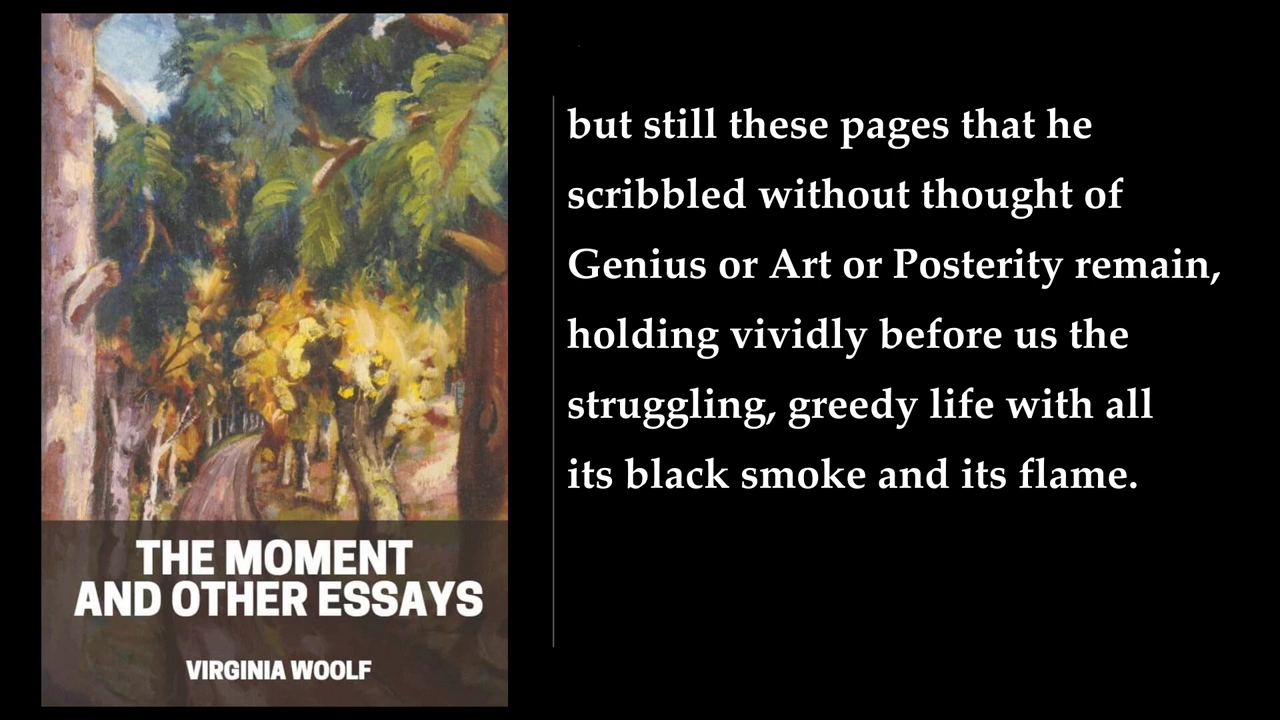 THE MOMENT
AND OTHER ESSAYS
VIRGINIA WOOLF
but still these pages that he
scribbled without thought of
Genius or Art or Posterity remain,
holding vividly before us the
struggling, greedy life with all
its black smoke and its flame.